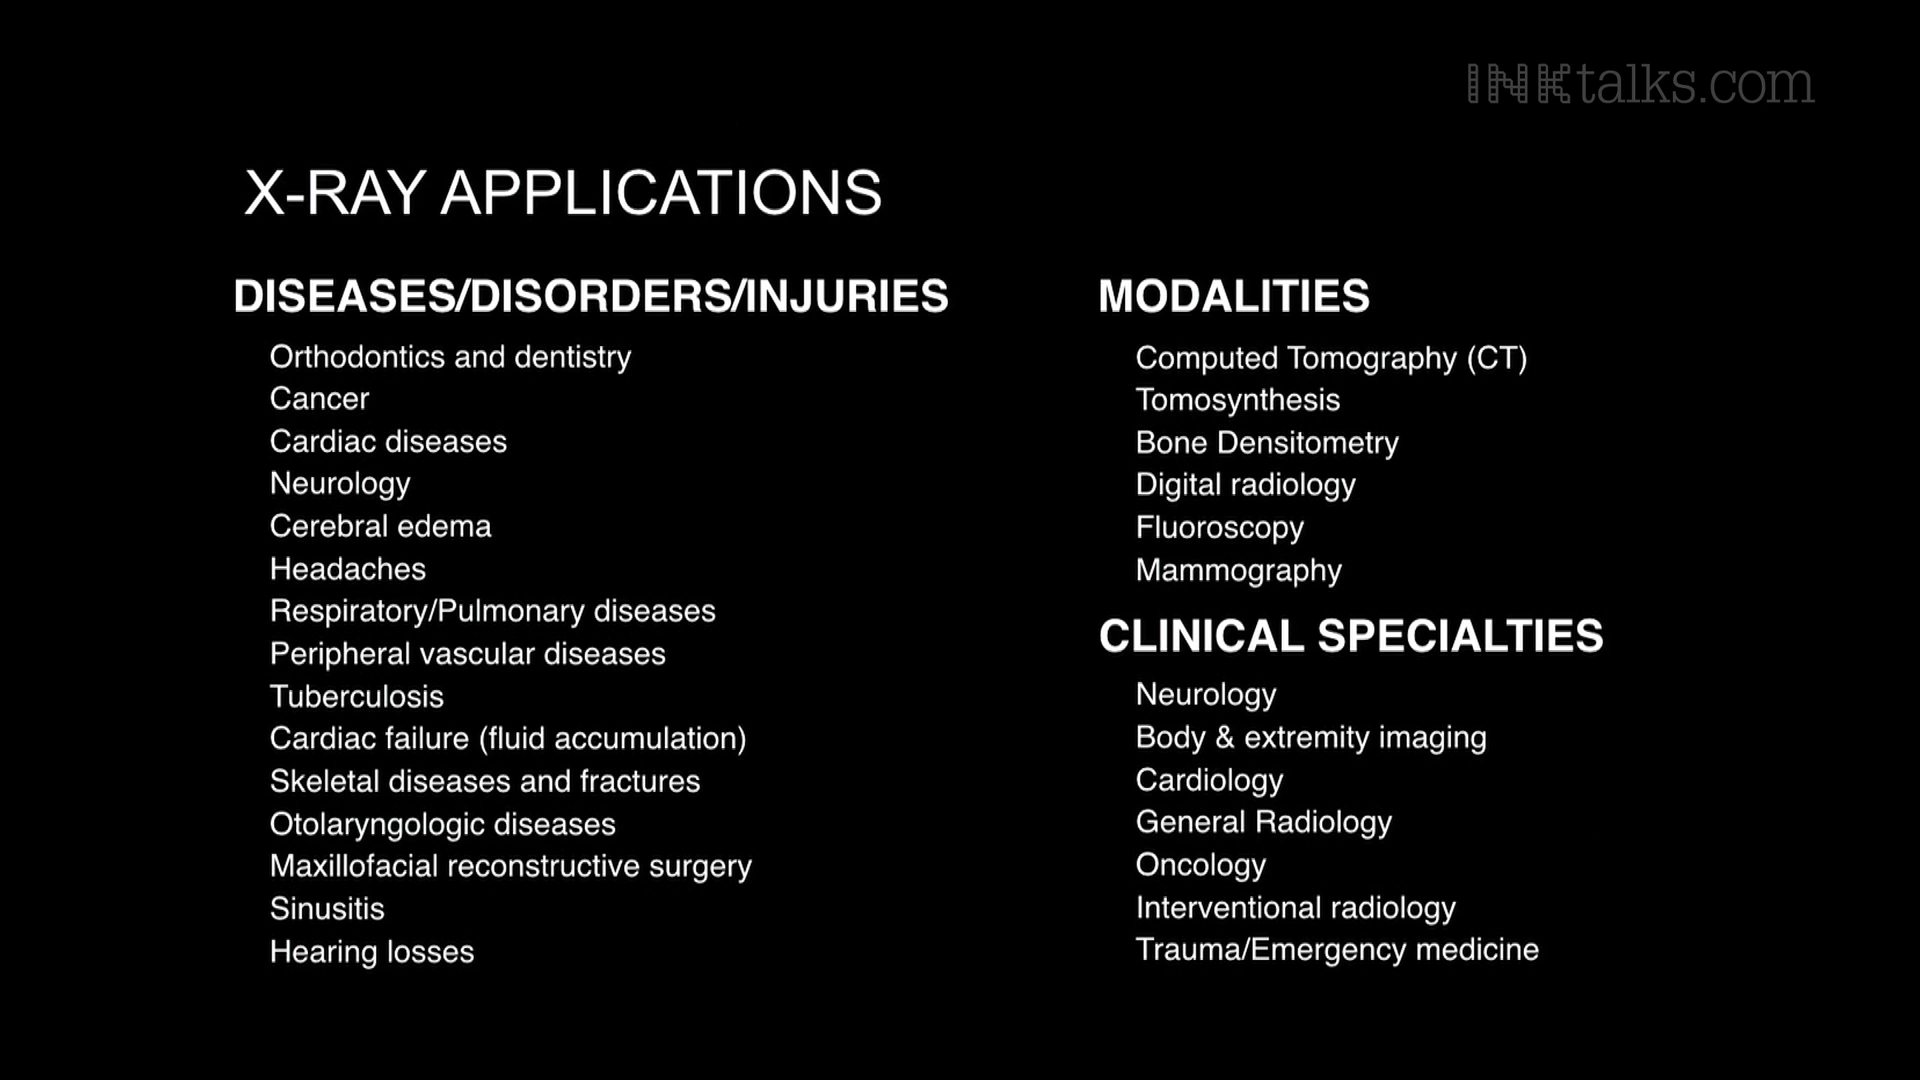 INKtalks.com
X-RAY APPLICATIONS
DISEASES/DISORDERS/INJURIES
Orthodontics and dentistry
Cancer
Cardiac diseases
Neurology
Cerebral edema
Headaches
Respiratory/Pulmonary diseases
Peripheral vascular diseases
Tuberculosis
Cardiac failure (fluid accumulation)
Skeletal diseases and fractures
Otolaryngologic diseases
Maxillofacial reconstructive surgery
Sinusitis
Hearing losses
MODALITIES
Computed Tomography (CT)
Tomosynthesis
Bone Densitometry
Digital radiology
Fluoroscopy
Mammography
CLINICAL SPECIALTIES
Neurology
Body & extremity imaging
Cardiology
General Radiology
Oncology
Interventional radiology
Trauma/Emergency medicine